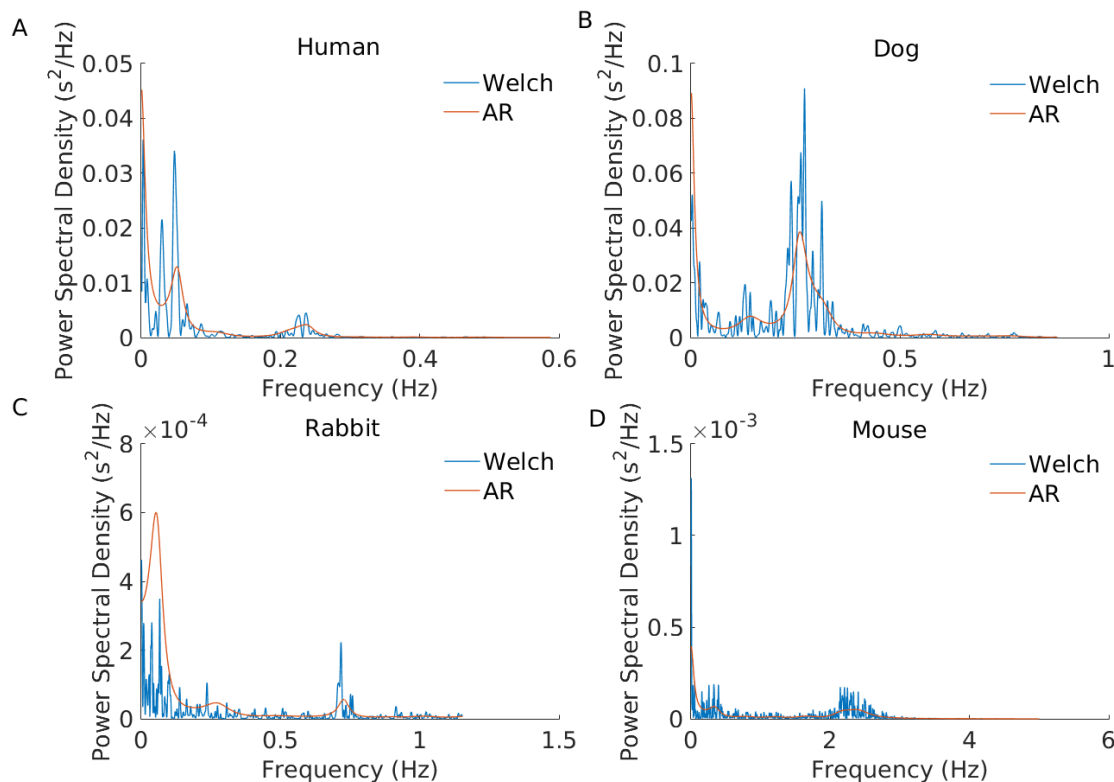 A
Human
Power Spectral Density (s²/Hz)
0.05
0.04
0.03
0.02
0.01
0
Welch
AR
0 0.2 0.4 0.6
Frequency (Hz)
B
Dog
Power Spectral Density (s²/Hz)
0.1
0.08
0.06
0.04
0.02
0
Welch
AR
0 0.5 1
Frequency (Hz)
C
Rabbit
×10⁻⁴
Power Spectral Density (s²/Hz)
8
6
4
2
0
Welch
AR
0 0.5 1 1.5
Frequency (Hz)
D
Mouse
×10⁻³
Power Spectral Density (s²/Hz)
1.5
1
0.5
0
Welch
AR
0 2 4 6
Frequency (Hz)